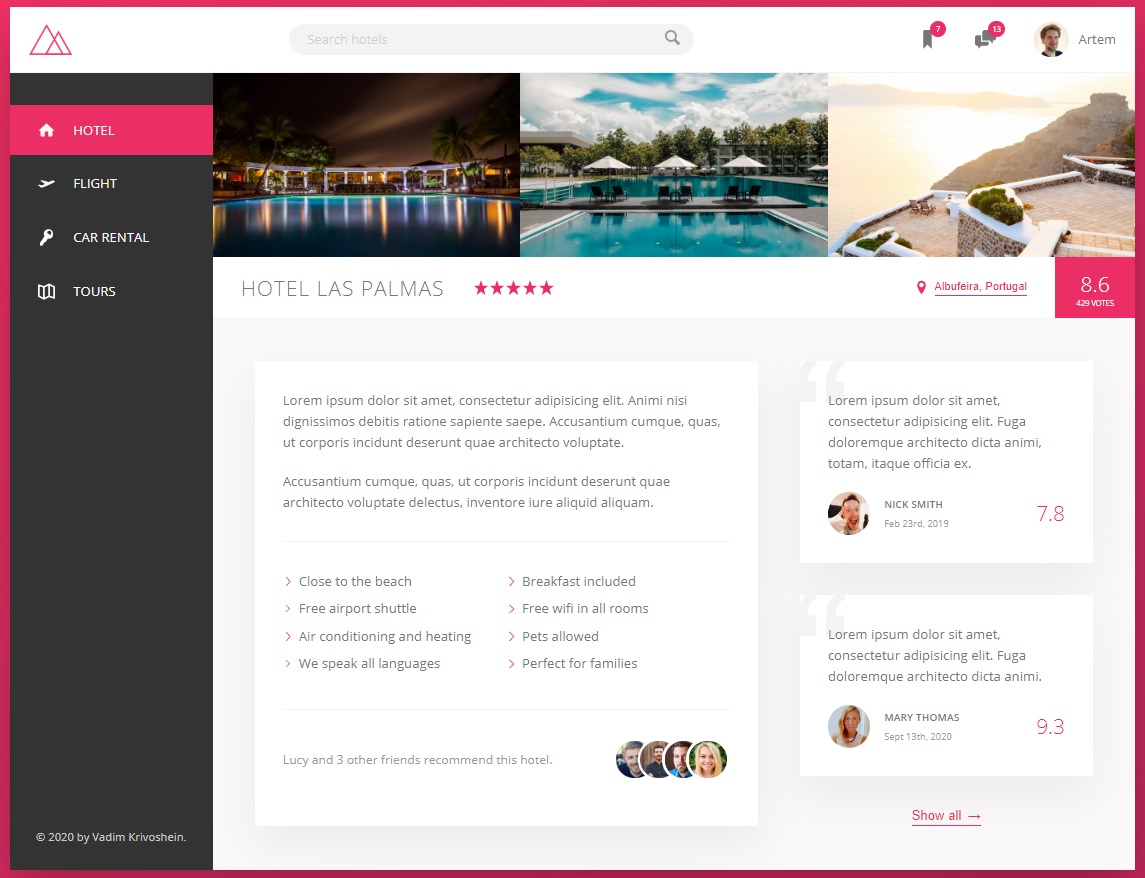 Search hotels
7
13
Artem
HOTEL
FLIGHT
CAR RENTAL
TOURS
HOTEL LAS PALMAS
Albufeira, Portugal
8.6
429 VOTES
Lorem ipsum dolor sit amet, consectetur adipisicing elit. Animi nisi
dignissimos debitis ratione sapiente saepe. Accusantium cumque, quas,
ut corporis incidunt deserunt quae architecto voluptate.
Accusantium cumque, quas, ut corporis incidunt deserunt quae
architecto voluptate delectus, inventore iure aliquid aliquam.
Close to the beach
Free airport shuttle
Air conditioning and heating
We speak all languages
Breakfast included
Free wifi in all rooms
Pets allowed
Perfect for families
Lucy and 3 other friends recommend this hotel.
“
Lorem ipsum dolor sit amet,
consectetur adipisicing elit. Fuga
doloremque architecto dicta animi,
totam, itaque officia ex.
NICK SMITH
Feb 23rd, 2019
7.8
“
Lorem ipsum dolor sit amet,
consectetur adipisicing elit. Fuga
doloremque architecto dicta animi.
MARY THOMAS
Sept 13th, 2020
9.3
Show all →
© 2020 by Vadim Krivoshein.